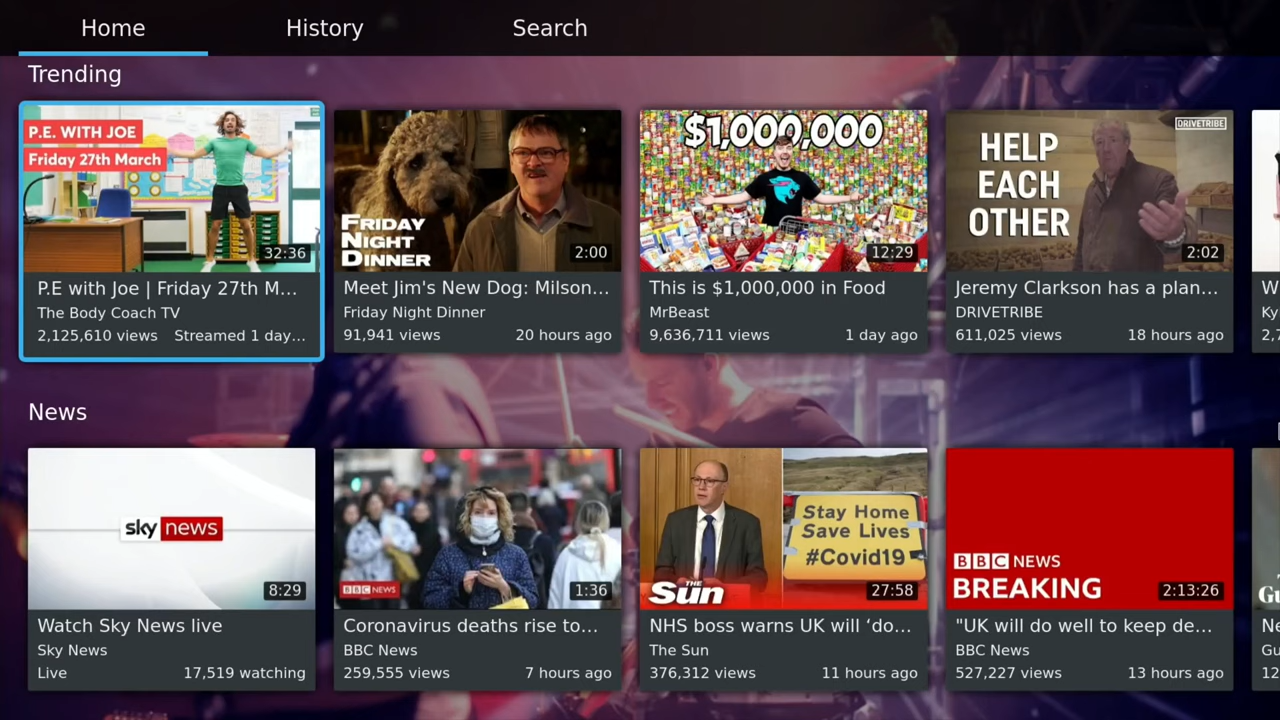 Home
History
Search
Trending
P.E. WITH JOE
Friday 27th March
32:36
P.E with Joe | Friday 27th M...
The Body Coach TV
2,125,610 views
Streamed 1 day...
FRIDAY
NIGHT
DINNER
2:00
Meet Jim's New Dog: Milson...
Friday Night Dinner
91,941 views
20 hours ago
$1,000,000
12:29
This is $1,000,000 in Food
MrBeast
9,636,711 views
1 day ago
DRIVETRIBE
HELP
EACH
OTHER
2:02
Jeremy Clarkson has a plan...
DRIVETRIBE
611,025 views
18 hours ago
W
Ky
2,7
News
sky news
8:29
Watch Sky News live
Sky News
Live
17,519 watching
BBC NEWS
1:36
Coronavirus deaths rise to...
BBC News
259,555 views
7 hours ago
Stay Home
Save Lives
#Covid19
THE
Sun
27:58
NHS boss warns UK will ‘do...
The Sun
376,312 views
11 hours ago
BBC NEWS
BREAKING
2:13:26
"UK will do well to keep de...
BBC News
527,227 views
13 hours ago
Gu
Ne
Gu
12